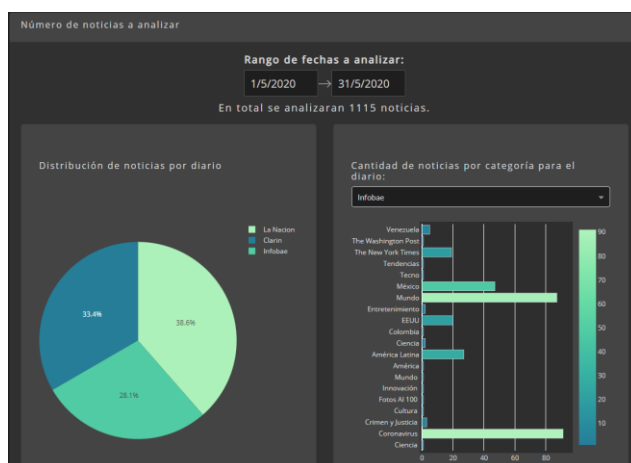 Número de noticias a analizar
Rango de fechas a analizar:
1/5/2020 → 31/5/2020
En total se analizaran 1115 noticias.
Distribución de noticias por diario
La Nacion
Clarin
Infobae
33.4%
38.6%
28.1%
Cantidad de noticias por categoría para el
diario:
Infobae
Venezuela
The Washington Post
The New York Times
Tendencias
Tecno
México
Mundo
Entretenimiento
EEUU
Colombia
Ciencia
América Latina
América
Mundo
Innovación
Fotos Al 100
Cultura
Crimen y Justicia
Coronavirus
Ciencia
0 20 40 60 80
90
80
70
60
50
40
30
20
10